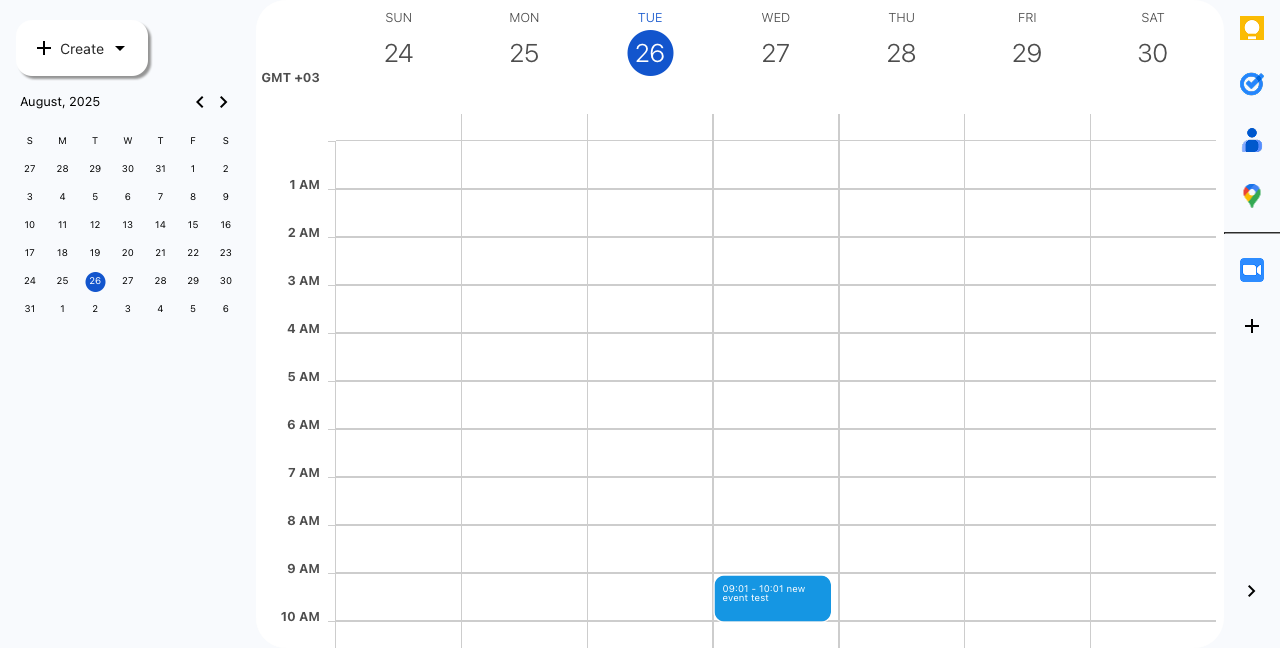 Create
August, 2025
S M T W T F S
27 28 29 30 31 1 2
3 4 5 6 7 8 9
10 11 12 13 14 15 16
17 18 19 20 21 22 23
24 25 26 27 28 29 30
31 1 2 3 4 5 6
SUN MON TUE WED THU FRI SAT
24 25 26 27 28 29 30
GMT +03
1 AM
2 AM
3 AM
4 AM
5 AM
6 AM
7 AM
8 AM
9 AM
09:01 - 10:01 new
event test
10 AM